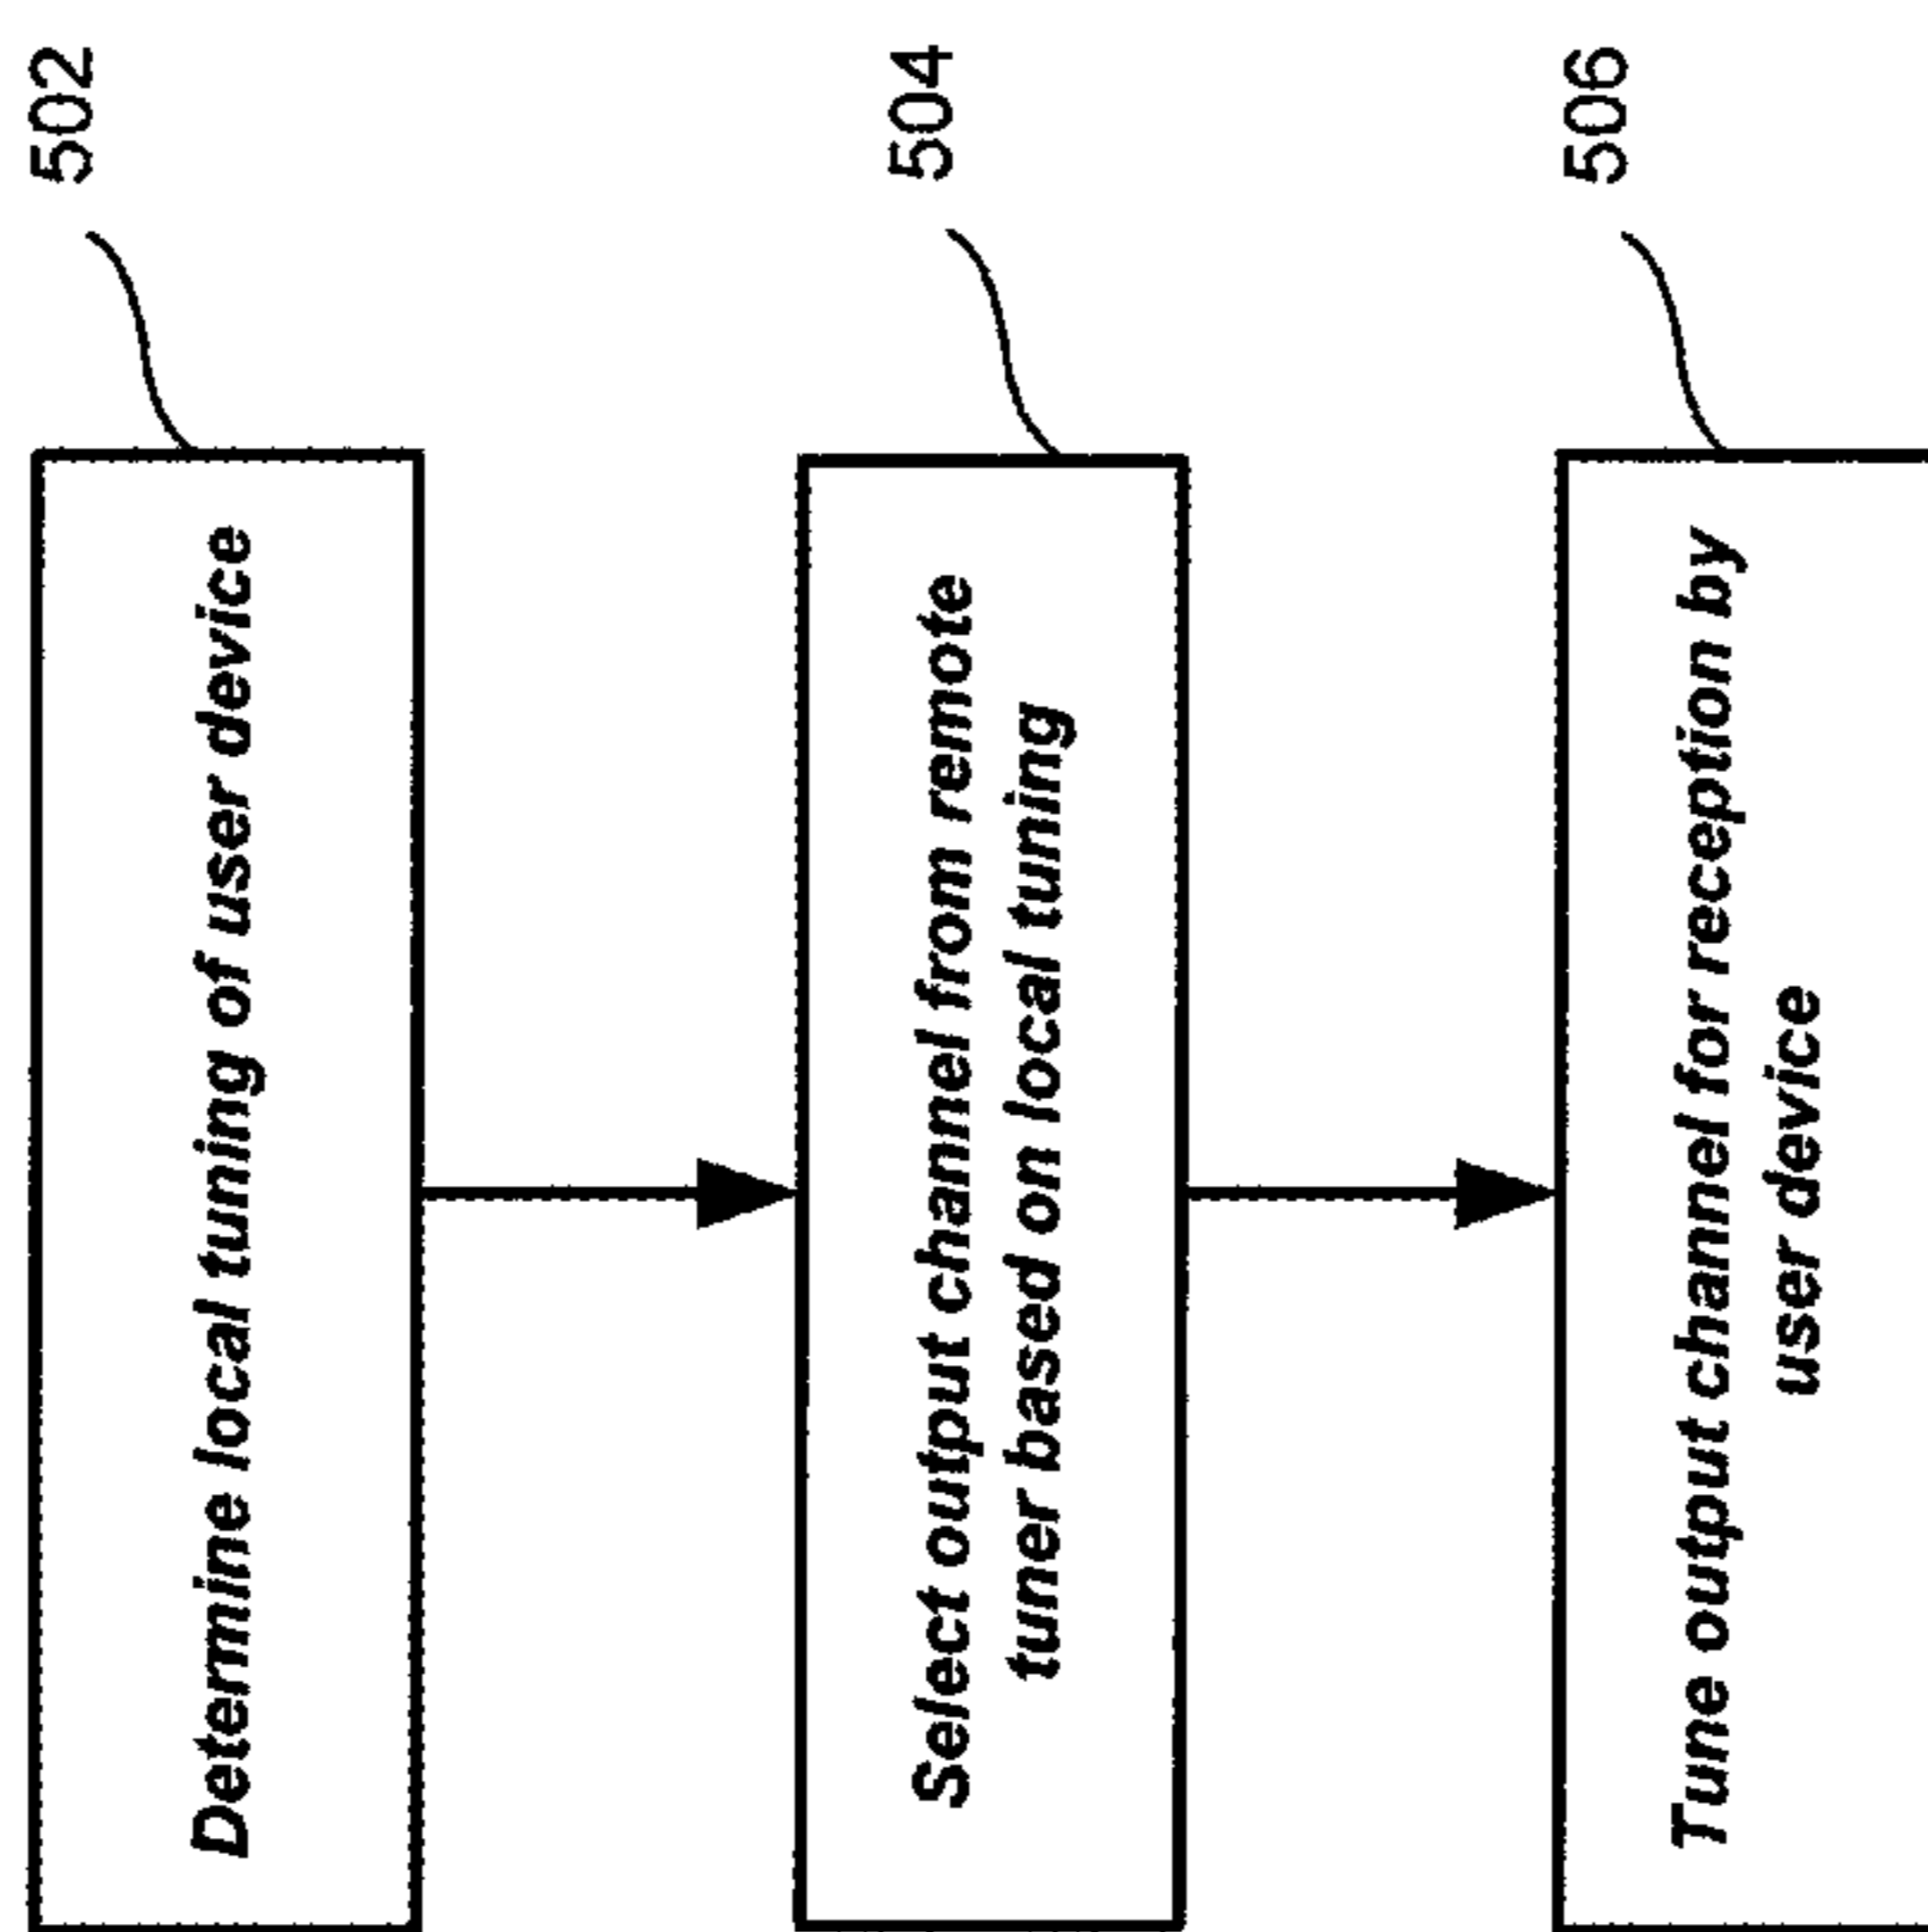 502
Determine local tuning of user device
504
Select output channel from remote
tuner based on local tuning
506
Tune output channel for reception by
user device